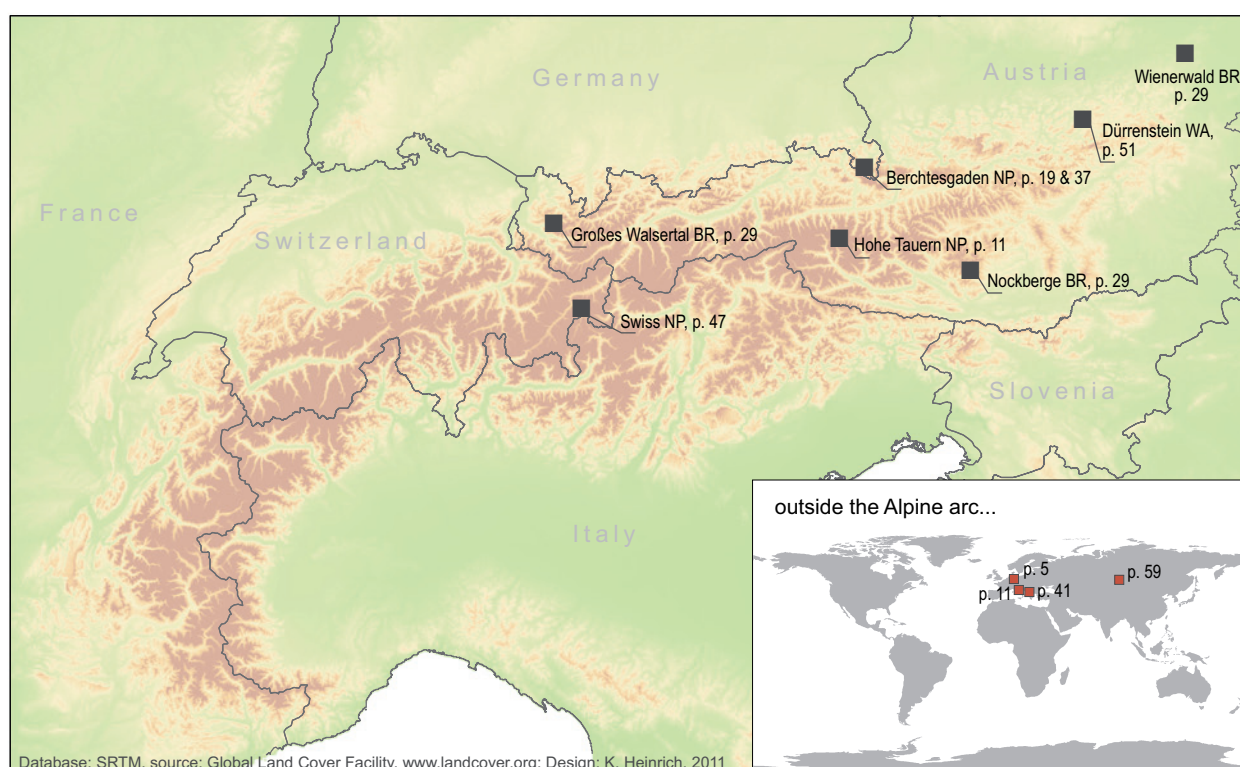 Germany
Austria
Wienerwald BR
p. 29
Dürrenstein WA,
p. 51
Berchtesgaden NP, p. 19 & 37
France
Switzerland
Großes Walsertal BR, p. 29
Hohe Tauern NP, p. 11
Nockberge BR, p. 29
Swiss NP, p. 47
Slovenia
Italy
outside the Alpine arc...
p. 5
p. 59
p. 11
p. 41
Database: SRTM, source: Global Land Cover Facility, www.landcover.org; Design: K. Heinrich, 2011